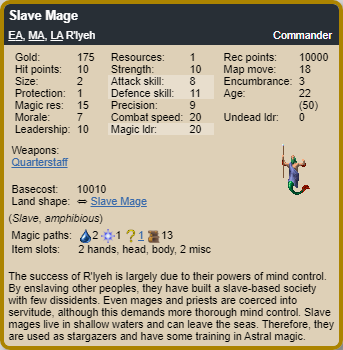 Slave Mage
EA, MA, LA R'lyeh Commander
Gold: 175 Resources: 1 Rec points: 10000
Hit points: 10 Strength: 10 Map move: 18
Size: 2 Attack skill: 8 Encumbrance: 3
Protection: 1 Defence skill: 11 Age: 22
Magic res: 15 Precision: 9 (50)
Morale: 7 Combat speed: 20 Undead ldr: 0
Leadership: 10 Magic ldr: 20
Weapons:
Quarterstaff
Basecost: 10010
Land shape: ⇔ Slave Mage
(Slave, amphibious)
Magic paths: 2 1 ?1 13
Item slots: 2 hands, head, body, 2 misc
The success of R'lyeh is largely due to their powers of mind control.
By enslaving other peoples, they have built a slave-based society
with few dissidents. Even mages and priests are coerced into
servitude, although this demands more thorough mind control. Slave
mages live in shallow waters and can leave the seas. Therefore, they
are used as stargazers and have some training in Astral magic.